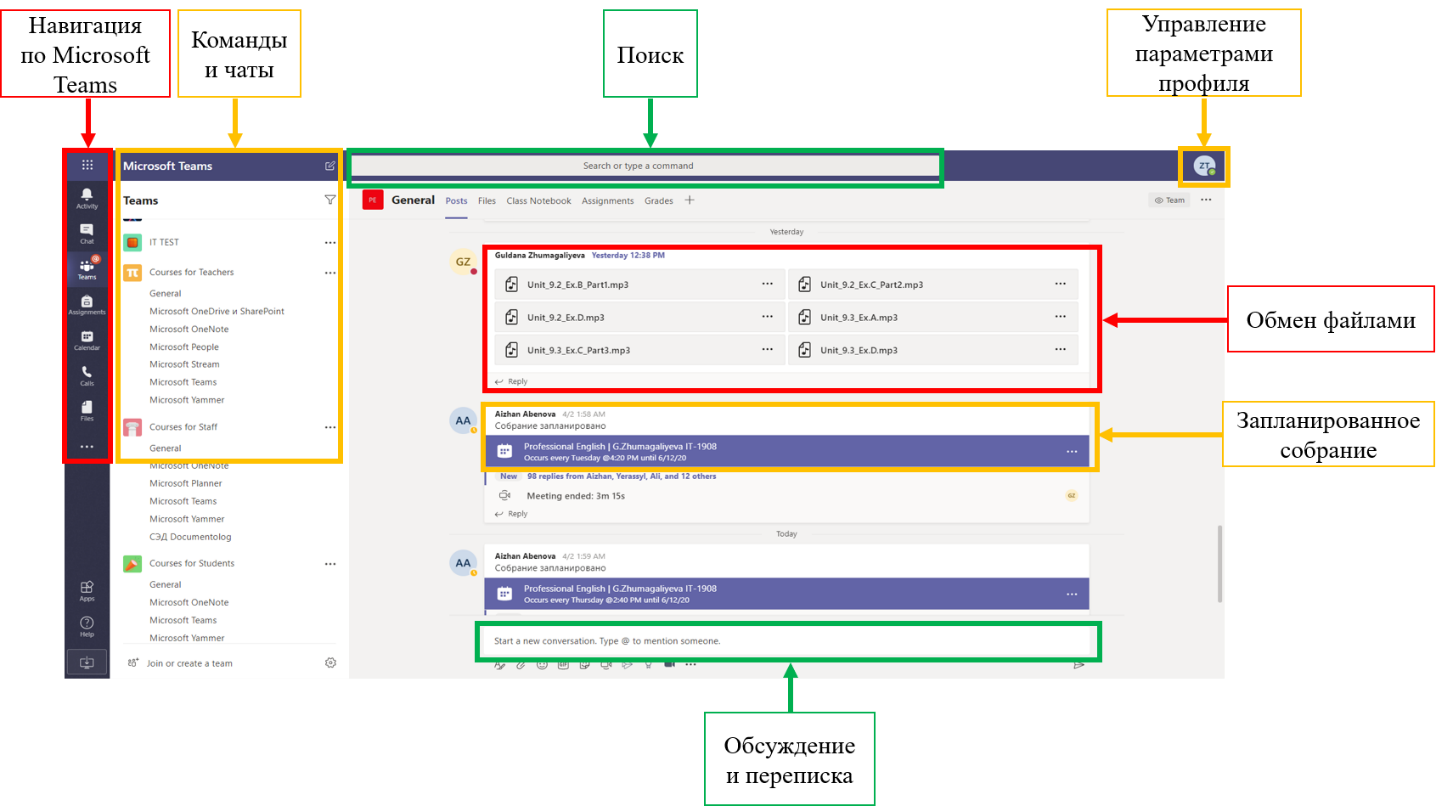 Навигация
по Microsoft
Teams
Команды
и чаты
Поиск
Управление
параметрами
профиля
Microsoft Teams
Search or type a command
ZT
Activity
Chat
Teams
Assignments
Calendar
Calls
Files
Apps
Help
Teams
IT TEST
Courses for Teachers
General
Microsoft OneDrive и SharePoint
Microsoft OneNote
Microsoft People
Microsoft Stream
Microsoft Teams
Microsoft Yammer
Courses for Staff
General
Microsoft OneNote
Microsoft Planner
Microsoft Teams
Microsoft Yammer
СЭД Documentolog
Courses for Students
General
Microsoft OneNote
Microsoft Teams
Microsoft Yammer
Join or create a team
PE General Posts Files Class Notebook Assignments Grades Team
Yesterday
GZ Guldana Zhumagaliyeva Yesterday 12:38 PM
Unit_9.2_Ex.B_Part1.mp3 Unit_9.2_Ex.C_Part2.mp3
Unit_9.2_Ex.D.mp3 Unit_9.3_Ex.A.mp3
Unit_9.3_Ex.C_Part3.mp3 Unit_9.3_Ex.D.mp3
Reply
AA Aizhan Abenova 4/2 1:58 AM
Собрание запланировано
Professional English | G.Zhumagaliyeva IT-1908
Occurs every Tuesday @4:20 PM until 6/12/20
New 98 replies from Aizhan, Yerassyl, Ali, and 12 others
Meeting ended: 3m 15s GZ
Reply
Today
AA Aizhan Abenova 4/2 1:59 AM
Собрание запланировано
Professional English | G.Zhumagaliyeva IT-1908
Occurs every Thursday @2:40 PM until 6/12/20
Start a new conversation. Type @ to mention someone.
Обмен файлами
Запланированное
собрание
Обсуждение
и переписка